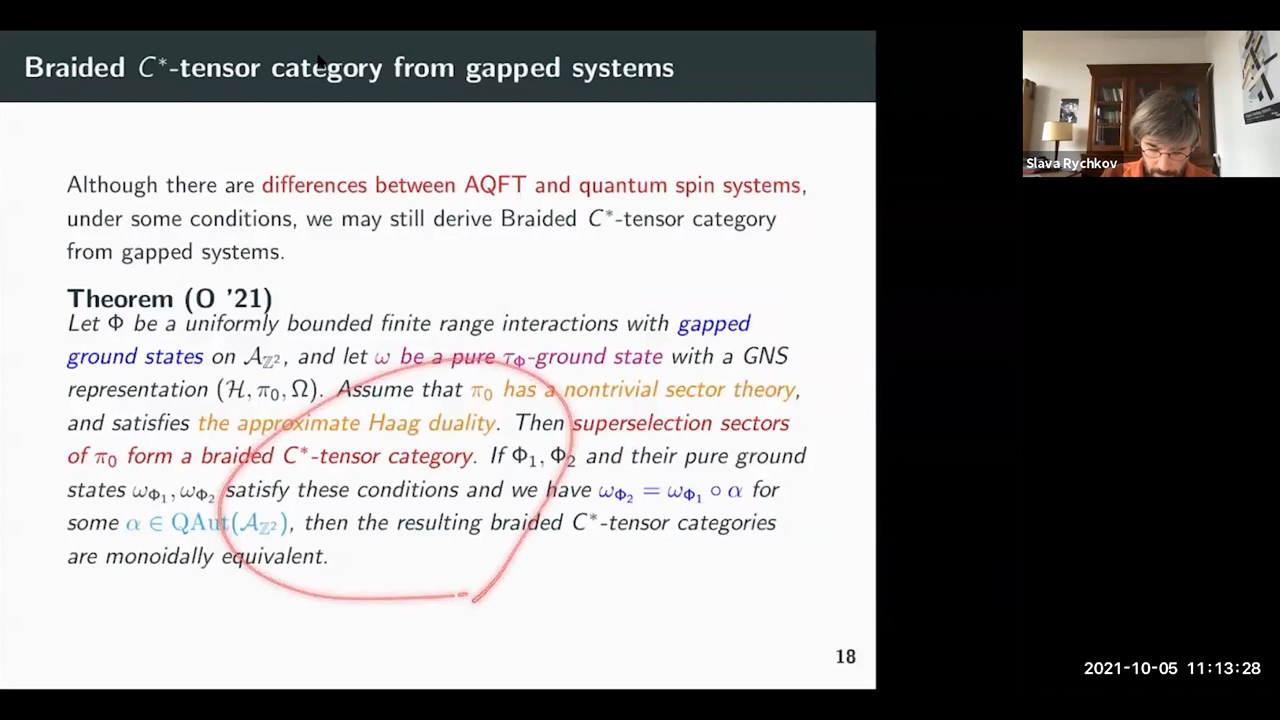 Braided C*-tensor category from gapped systems
Slava Rychkov
Although there are differences between AQFT and quantum spin systems,
under some conditions, we may still derive Braided C*-tensor category
from gapped systems.
Theorem (O '21)
Let Φ be a uniformly bounded finite range interactions with gapped
ground states on 𝒜_{ℤ²}, and let ω be a pure τ_Φ-ground state with a GNS
representation (ℋ, π₀, Ω). Assume that π₀ has a nontrivial sector theory,
and satisfies the approximate Haag duality. Then superselection sectors
of π₀ form a braided C*-tensor category. If Φ₁, Φ₂ and their pure ground
states ω_{Φ₁}, ω_{Φ₂} satisfy these conditions and we have ω_{Φ₂} = ω_{Φ₁} ∘ α for
some α ∈ QAut(𝒜_{ℤ²}), then the resulting braided C*-tensor categories
are monoidally equivalent.
18
2021-10-05 11:13:28